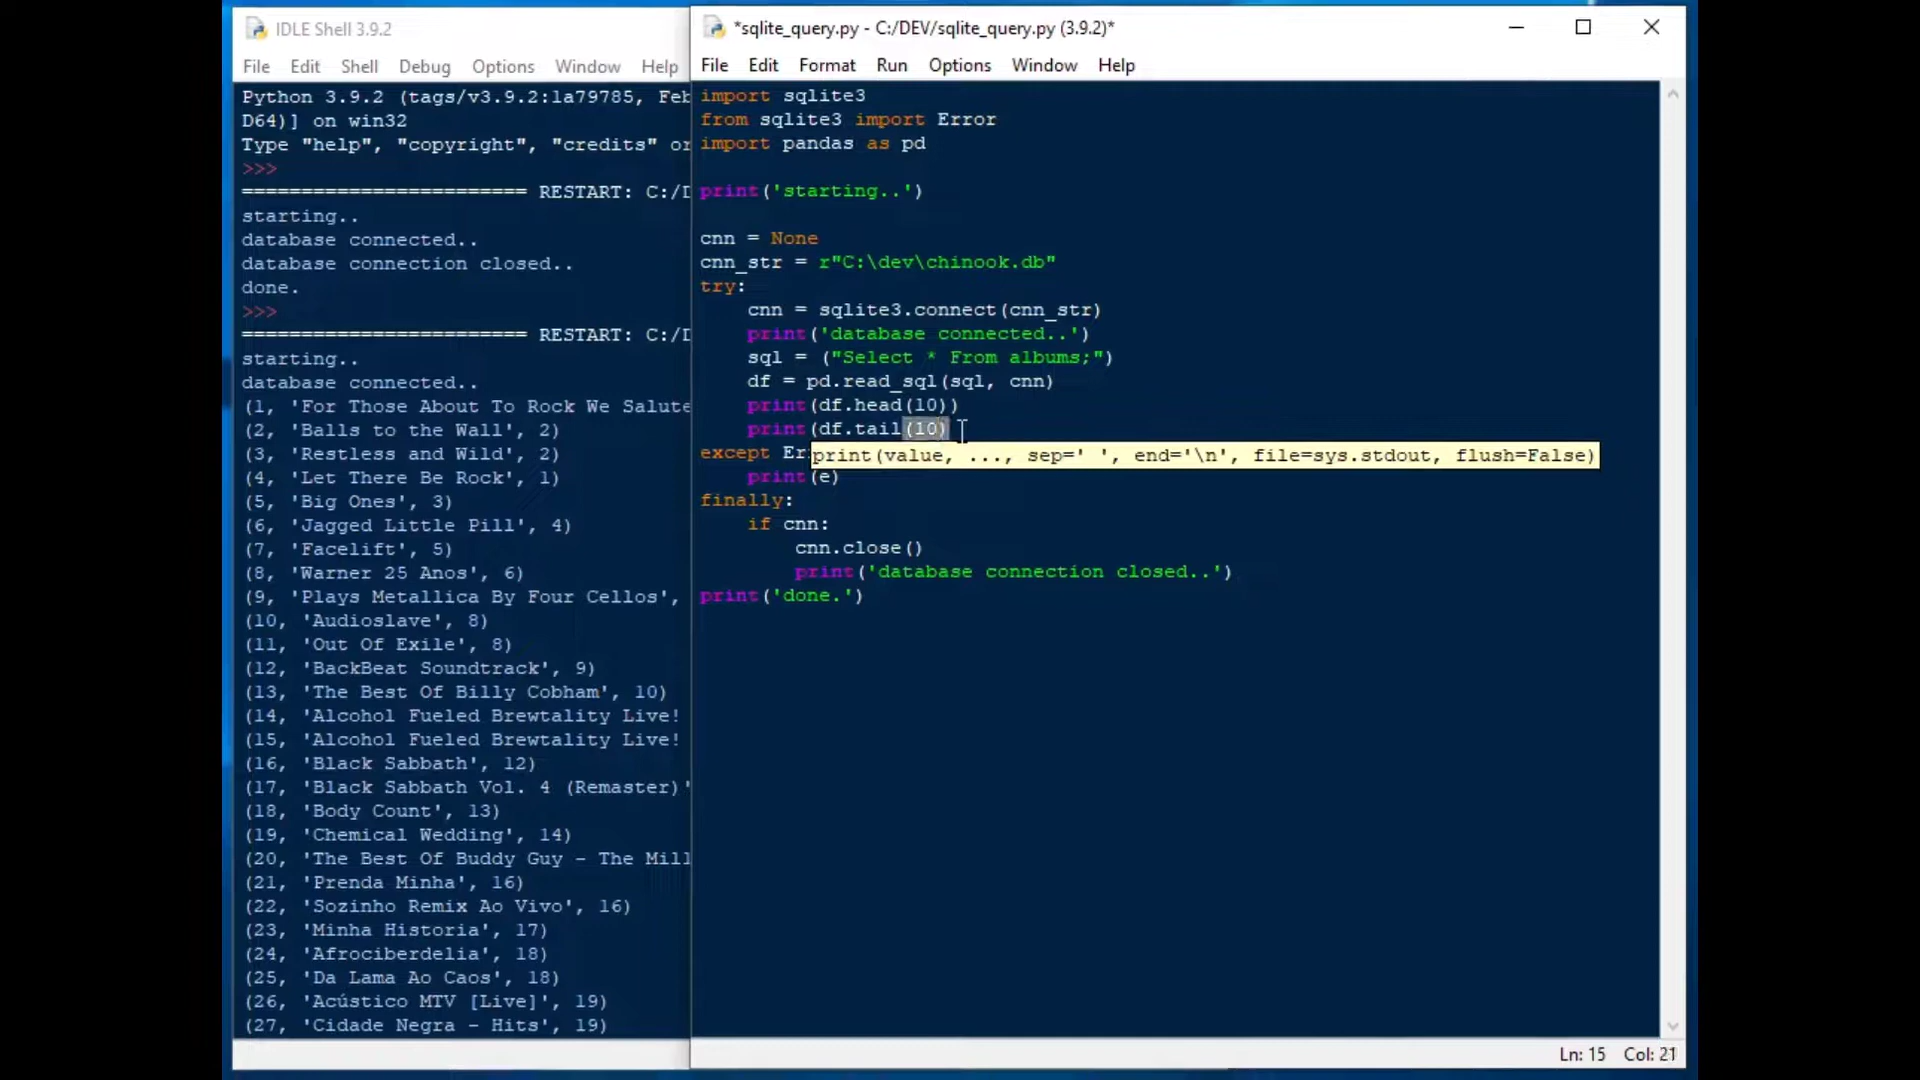 IDLE Shell 3.9.2
File Edit Shell Debug Options Window Help
Python 3.9.2 (tags/v3.9.2:1a79785, Feb
D64)] on win32
Type "help", "copyright", "credits" or
>>>
======================== RESTART: C:/D
starting..
database connected..
database connection closed..
done.
>>>
======================== RESTART: C:/D
starting..
database connected..
(1, 'For Those About To Rock We Salute
(2, 'Balls to the Wall', 2)
(3, 'Restless and Wild', 2)
(4, 'Let There Be Rock', 1)
(5, 'Big Ones', 3)
(6, 'Jagged Little Pill', 4)
(7, 'Facelift', 5)
(8, 'Warner 25 Anos', 6)
(9, 'Plays Metallica By Four Cellos',
(10, 'Audioslave', 8)
(11, 'Out Of Exile', 8)
(12, 'BackBeat Soundtrack', 9)
(13, 'The Best Of Billy Cobham', 10)
(14, 'Alcohol Fueled Brewtality Live!
(15, 'Alcohol Fueled Brewtality Live!
(16, 'Black Sabbath', 12)
(17, 'Black Sabbath Vol. 4 (Remaster)'
(18, 'Body Count', 13)
(19, 'Chemical Wedding', 14)
(20, 'The Best Of Buddy Guy - The Mill
(21, 'Prenda Minha', 16)
(22, 'Sozinho Remix Ao Vivo', 16)
(23, 'Minha Historia', 17)
(24, 'Afrociberdelia', 18)
(25, 'Da Lama Ao Caos', 18)
(26, 'Acústico MTV [Live]', 19)
(27, 'Cidade Negra - Hits', 19)
*sqlite_query.py - C:/DEV/sqlite_query.py (3.9.2)*
File Edit Format Run Options Window Help
import sqlite3
from sqlite3 import Error
import pandas as pd
print('starting..')
cnn = None
cnn_str = r"C:\dev\chinook.db"
try:
cnn = sqlite3.connect(cnn_str)
print('database connected..')
sql = ("Select * From albums;")
df = pd.read_sql(sql, cnn)
print(df.head(10))
print(df.tail(10)
except Er
print(value, ..., sep=' ', end='\n', file=sys.stdout, flush=False)
print(e)
finally:
if cnn:
cnn.close()
print('database connection closed..')
print('done.')
Ln: 15 Col: 21